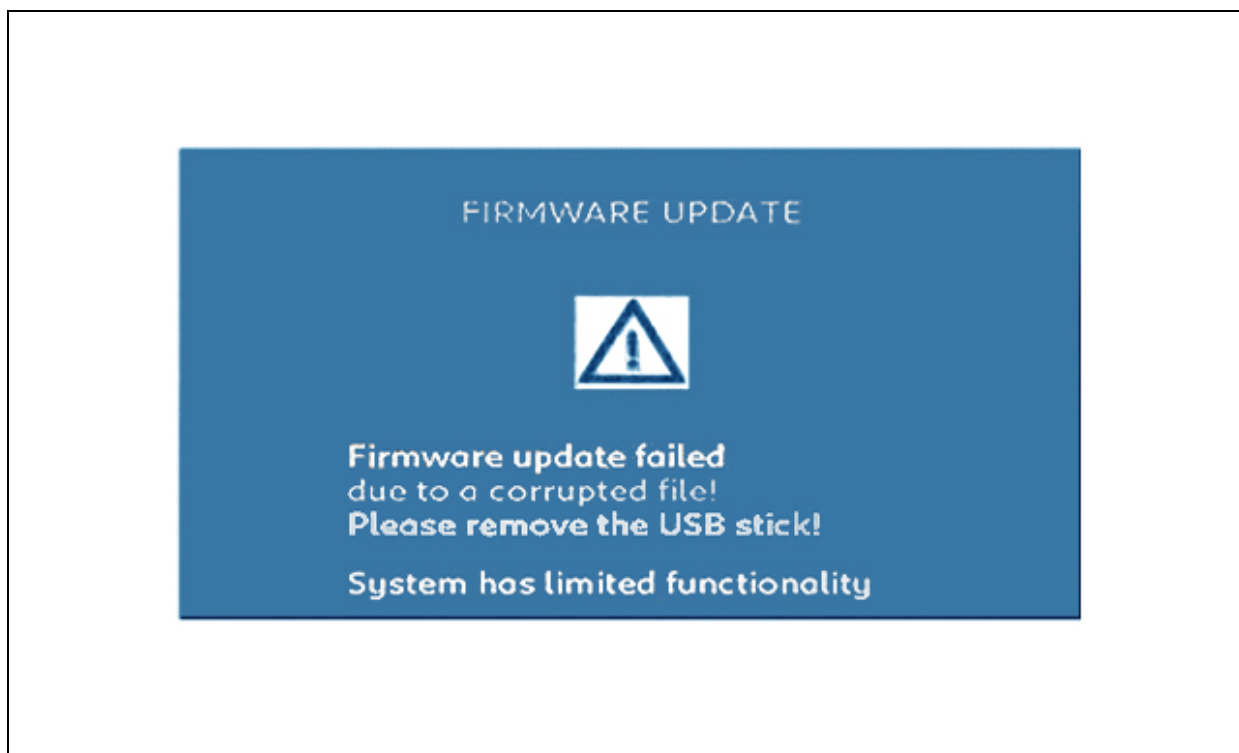 FIRMWARE UPDATE
Firmware update failed
due to a corrupted file!
Please remove the USB stick!
System has limited functionality